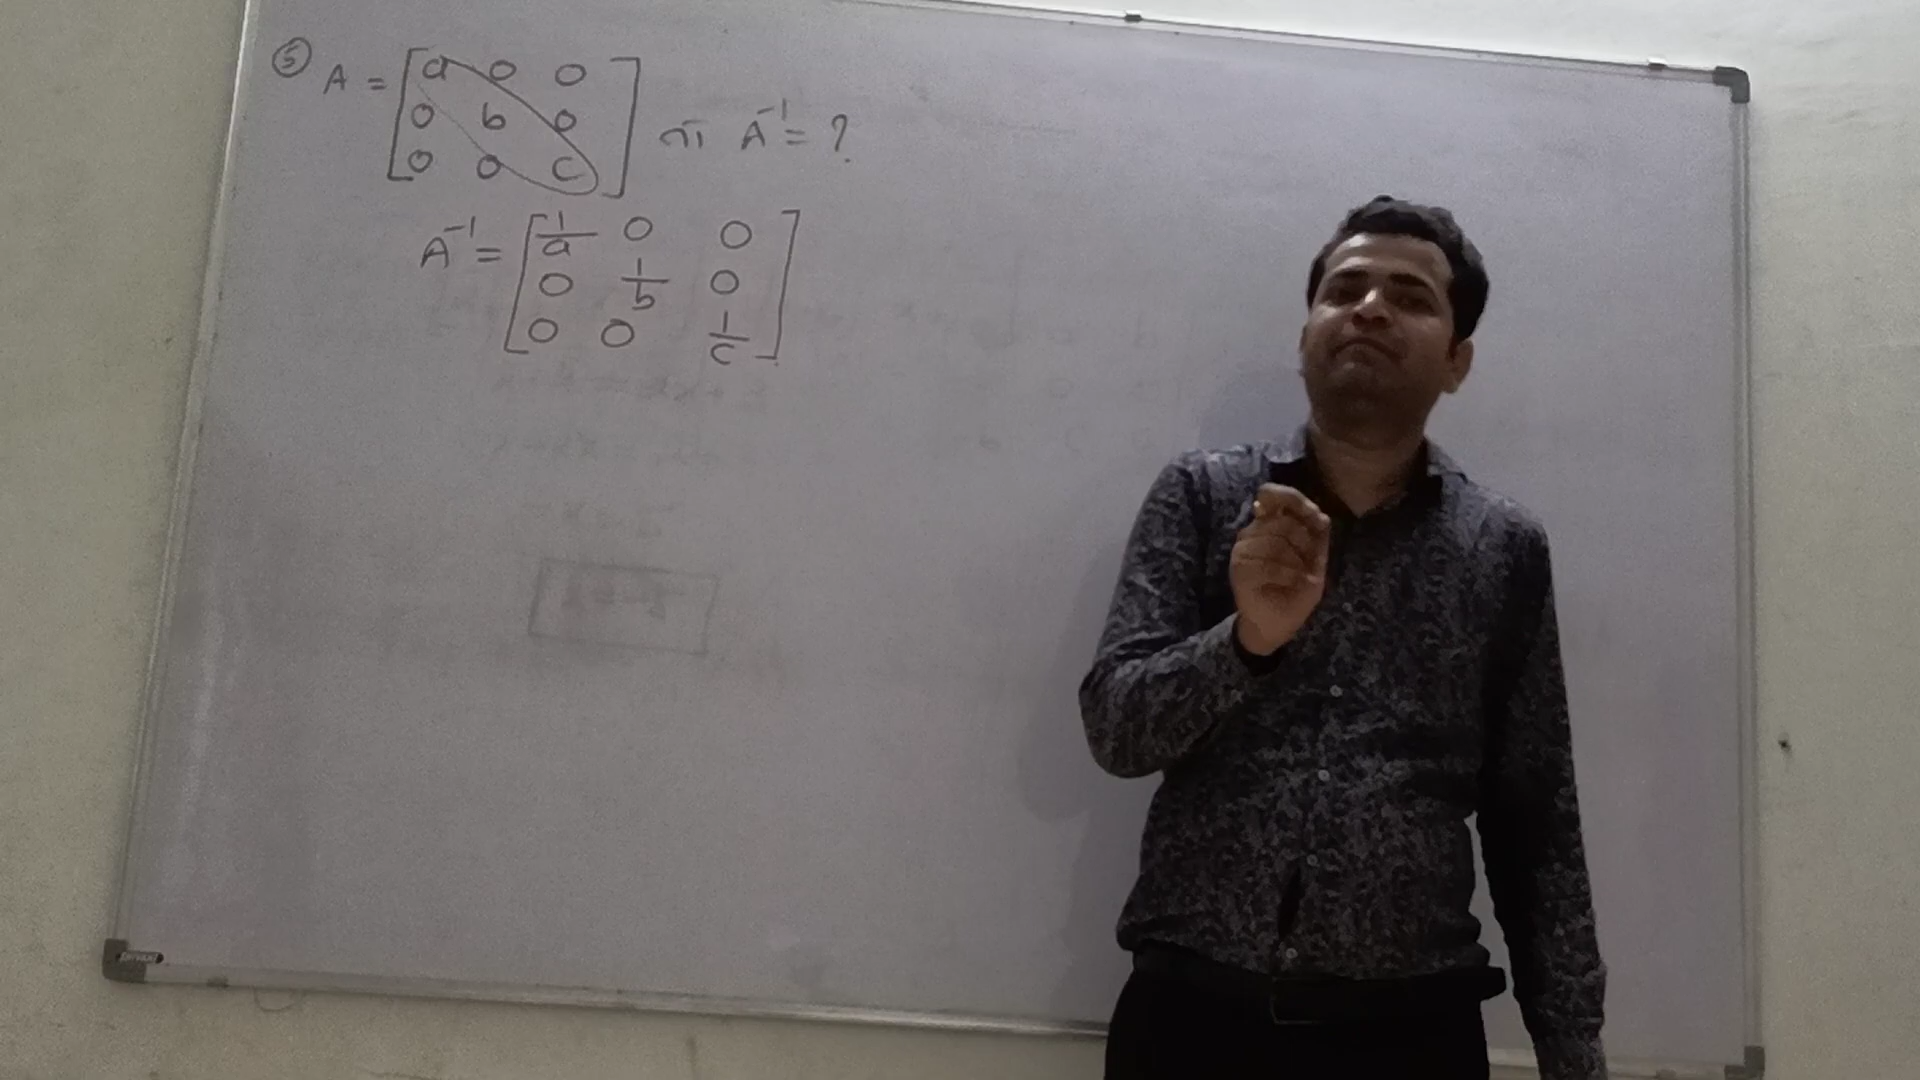 ⑤ A = [a 0 0
0 b 0
0 0 c] A⁻¹ = ?
A⁻¹ = [1/a 0 0
0 1/b 0
0 0 1/c]